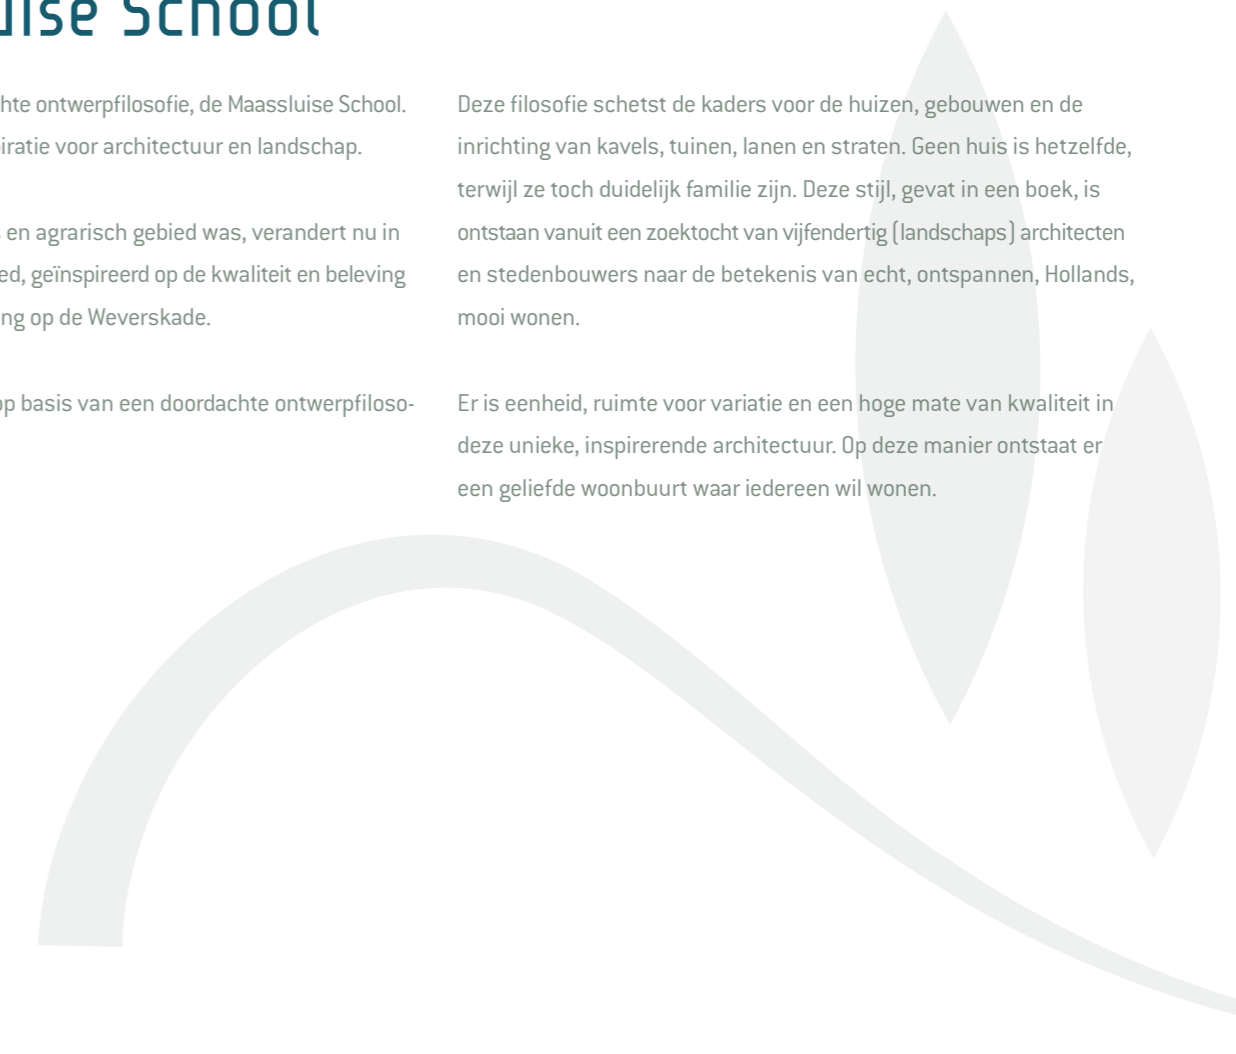 School
ontwerpfilosofie, de Maassluise School.
voor architectuur en landschap.
en agrarisch gebied was, verandert nu in
geïnspireerd op de kwaliteit en beleving
op de Weverskade.
op basis van een doordachte ontwerpfiloso-
Deze filosofie schetst de kaders voor de huizen, gebouwen en de
inrichting van kavels, tuinen, lanen en straten. Geen huis is hetzelfde,
terwijl ze toch duidelijk familie zijn. Deze stijl, gevat in een boek, is
ontstaan vanuit een zoektocht van vijfendertig (landschaps) architecten
en stedenbouwers naar de betekenis van echt, ontspannen, Hollands,
mooi wonen.
Er is eenheid, ruimte voor variatie en een hoge mate van kwaliteit in
deze unieke, inspirerende architectuur. Op deze manier ontstaat er
een geliefde woonbuurt waar iedereen wil wonen.